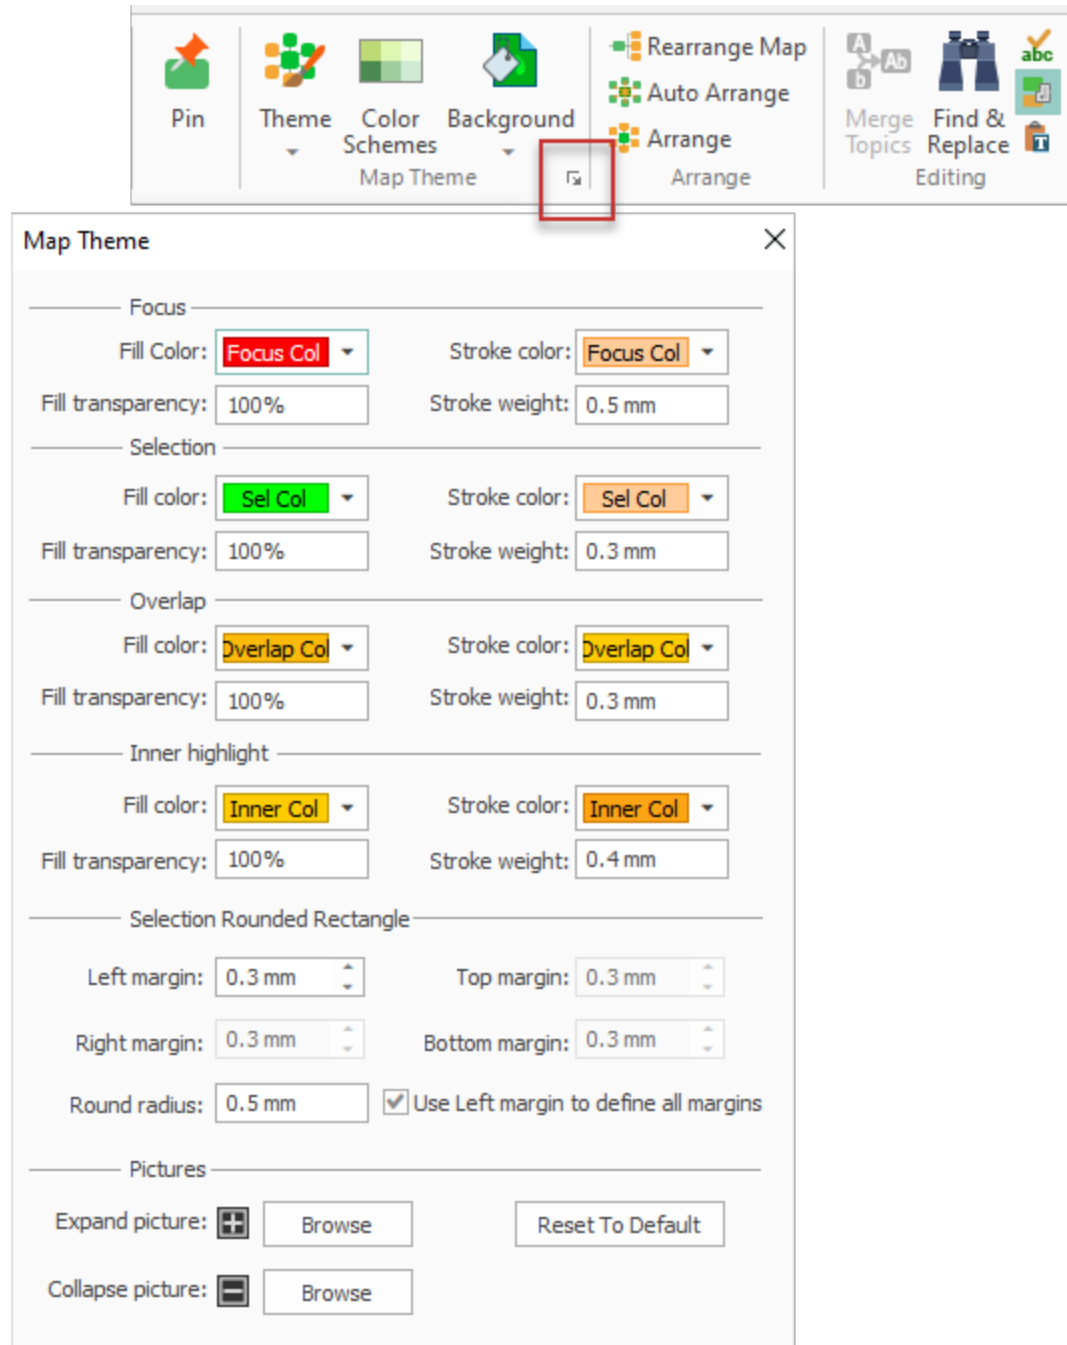 Pin
Theme
Color
Schemes
Background
Map Theme
Rearrange Map
Auto Arrange
Arrange
Arrange
A
b
Ab
Merge
Topics
Find &
Replace
abc
T
Editing
Map Theme
Focus
Fill Color: Focus Col Stroke color: Focus Col
Fill transparency: 100% Stroke weight: 0.5 mm
Selection
Fill color: Sel Col Stroke color: Sel Col
Fill transparency: 100% Stroke weight: 0.3 mm
Overlap
Fill color: Overlap Col Stroke color: Overlap Col
Fill transparency: 100% Stroke weight: 0.3 mm
Inner highlight
Fill color: Inner Col Stroke color: Inner Col
Fill transparency: 100% Stroke weight: 0.4 mm
Selection Rounded Rectangle
Left margin: 0.3 mm Top margin: 0.3 mm
Right margin: 0.3 mm Bottom margin: 0.3 mm
Round radius: 0.5 mm Use Left margin to define all margins
Pictures
Expand picture: Browse Reset To Default
Collapse picture: Browse